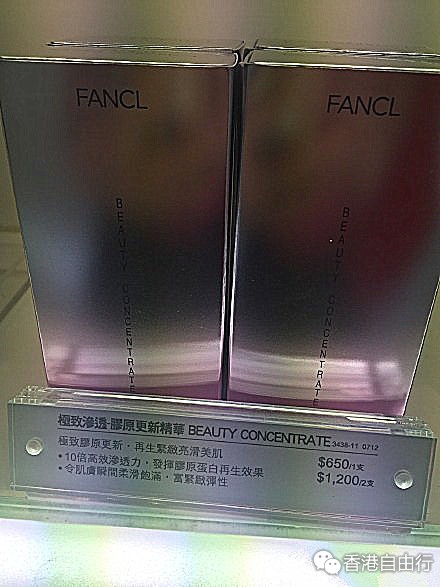 FANCL
FANCL
BEAUTY CONCENTRATE
BEAUTY CONCENTRATE
極致滲透-膠原更新精華 BEAUTY CONCENTRATE 3438-11 0712
極致膠原更新・再生緊緻亮滑美肌
•10倍高效滲透力，發揮膠原蛋白再生效果
•令肌膚瞬間柔滑飽滿，富緊緻彈性
$650/1支
$1,200/2支
香港自由行